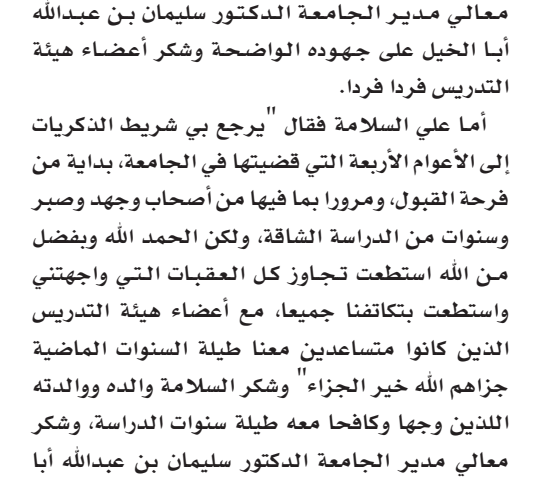 معالي مدير الجامعة الدكتور سليمان بن عبدالله
أبا الخيل على جهوده الواضحة وشكر أعضاء هيئة
التدريس فردا فردا.
أما علي السلامة فقال "يرجع بي شريط الذكريات
إلى الأعوام الأربعة التي قضيتها في الجامعة، بداية من
فرحة القبول، ومرورا بما فيها من أصحاب وجهد وصبر
وسنوات من الدراسة الشاقة، ولكن الحمد الله وبفضل
من الله استطعت تجاوز كل العقبات التي واجهتني
واستطعت بتكاتفنا جميعا، مع أعضاء هيئة التدريس
الذين كانوا متساعدين معنا طيلة السنوات الماضية
جزاهم الله خير الجزاء" وشكر السلامة والده ووالدته
اللذين وجها وكافحا معه طيلة سنوات الدراسة، وشكر
معالي مدير الجامعة الدكتور سليمان بن عبدالله أبا